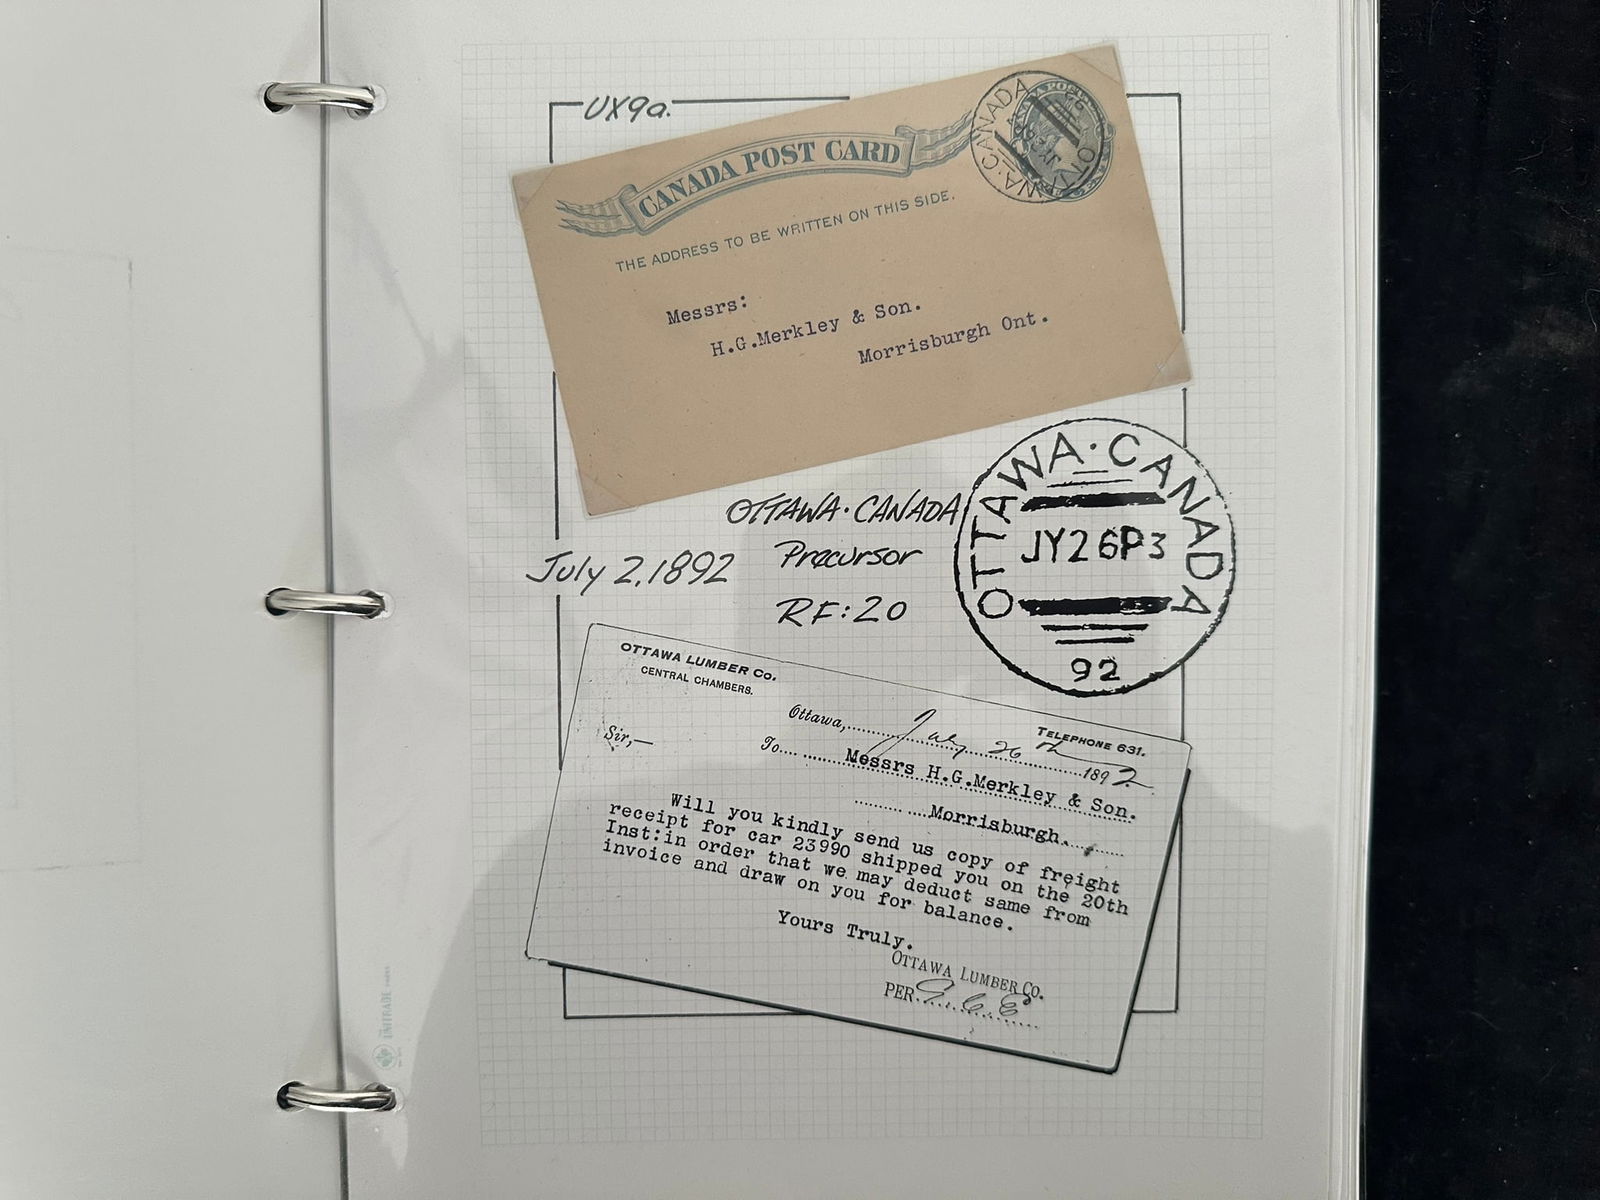 UX9a.
CANADA POST CARD
THE ADDRESS TO BE WRITTEN ON THIS SIDE.
Messrs:
H.G.Merkley & Son.
Morrisburgh Ont.
OTTAWA·CANADA
Precursor
July 2, 1892
RF:20
OTTAWA·CANADA
JY26P3
92
OTTAWA LUMBER Co.
CENTRAL CHAMBERS.
TELEPHONE 631.
Ottawa, July 26th 1892
Sir,—
To Messrs H.G.Merkley & Son.
Morrisburgh.
Will you kindly send us copy of freight
receipt for car 23990 shipped you on the 20th
Inst:in order that we may deduct same from
invoice and draw on you for balance.
Yours Truly.
OTTAWA LUMBER Co.
PER
UNITRADE